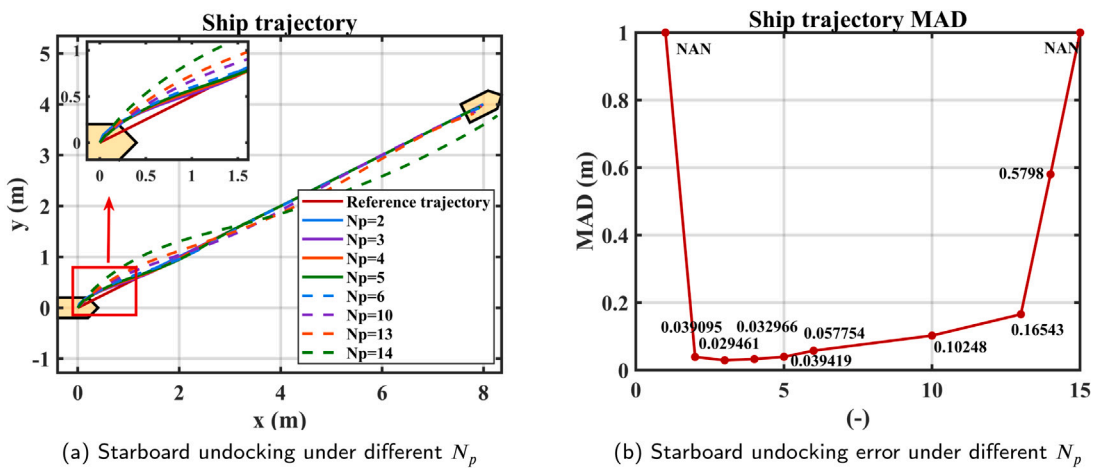 Ship trajectory
1
0.5
0
0 0.5 1 1.5
5
4
3
2
1
0
-1
y (m)
Reference trajectory
Np=2
Np=3
Np=4
Np=5
Np=6
Np=10
Np=13
Np=14
0 2 4 6 8
x (m)
(a) Starboard undocking under different Np
Ship trajectory MAD
1
0.8
0.6
0.4
0.2
0
MAD (m)
NAN
NAN
0.5798
0.039095
0.032966
0.029461
0.057754
0.039419
0.10248
0.16543
0 5 10 15
(-)
(b) Starboard undocking error under different Np